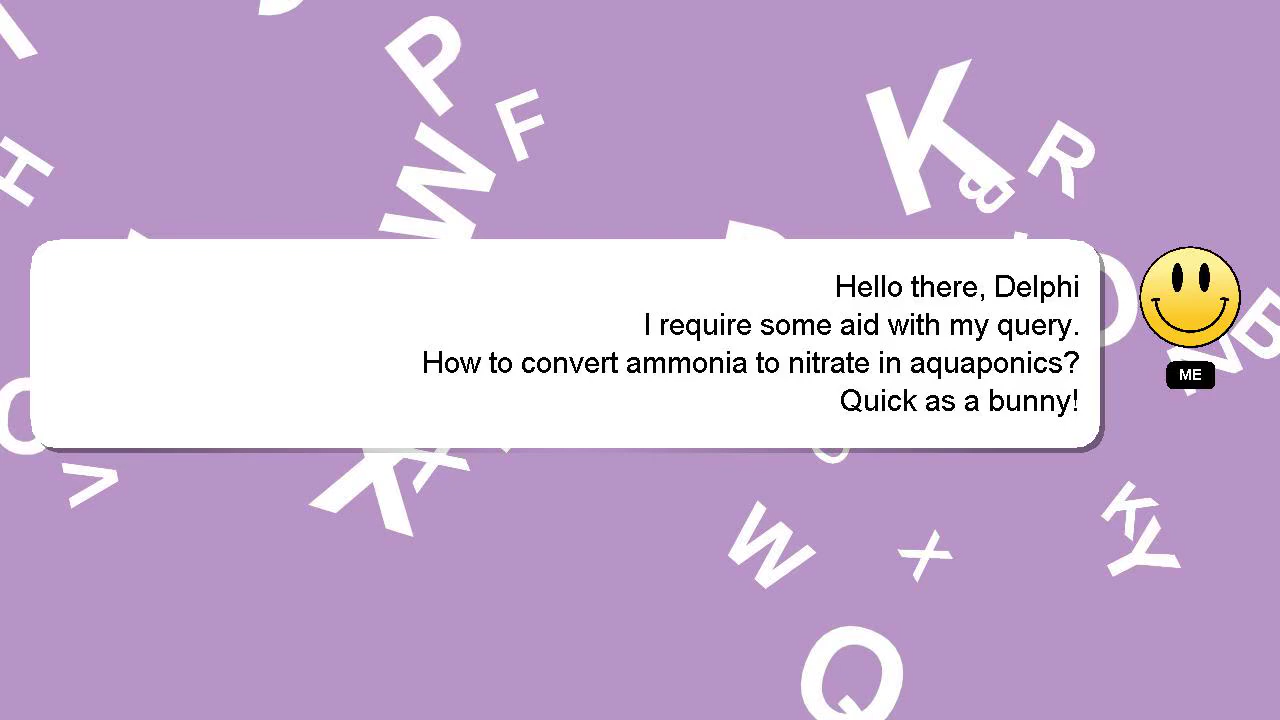 Hello there, Delphi
I require some aid with my query.
How to convert ammonia to nitrate in aquaponics?
Quick as a bunny!
ME